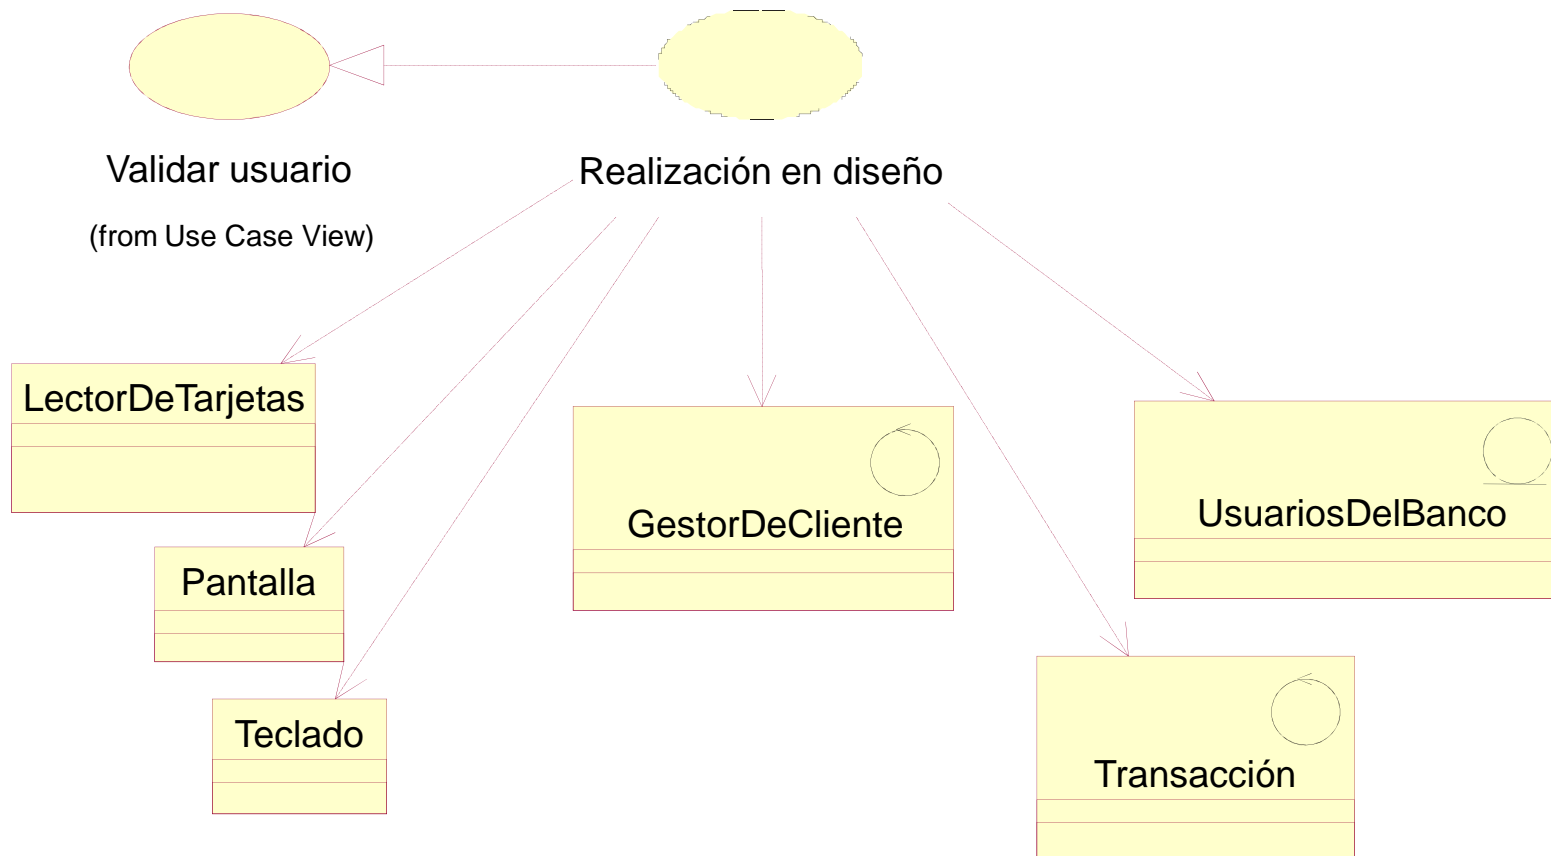 Validar usuario
(from Use Case View)
Realización en diseño
LectorDeTarjetas
Pantalla
Teclado
GestorDeCliente
UsuariosDelBanco
Transacción